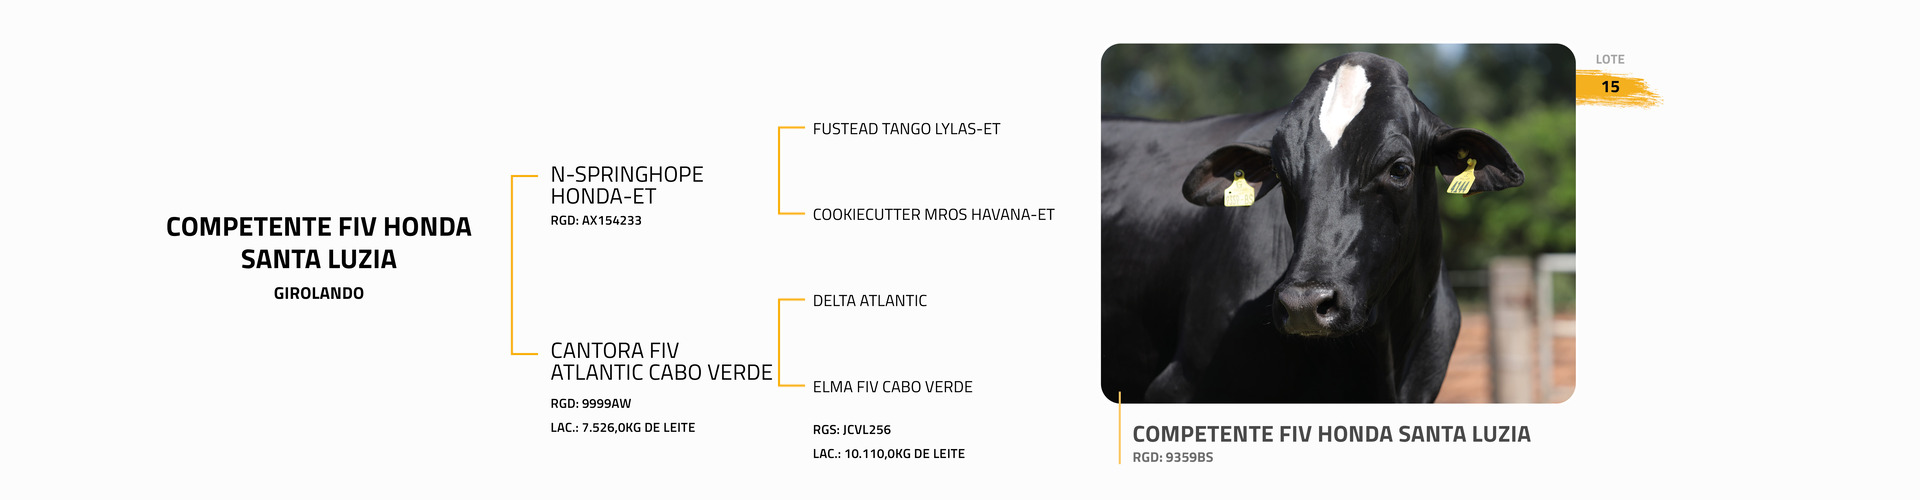 COMPETENTE FIV HONDA
SANTA LUZIA
GIROLANDO
N-SPRINGHOPE
HONDA-ET
RGD: AX154233
CANTORA FIV
ATLANTIC CABO VERDE
RGD: 9999AW
LAC.: 7.526,0KG DE LEITE
FUSTEAD TANGO LYLAS-ET
COOKIECUTTER MROS HAVANA-ET
DELTA ATLANTIC
ELMA FIV CABO VERDE
RGS: JCVL256
LAC.: 10.110,0KG DE LEITE
LOTE
15
COMPETENTE FIV HONDA SANTA LUZIA
RGD: 9359BS